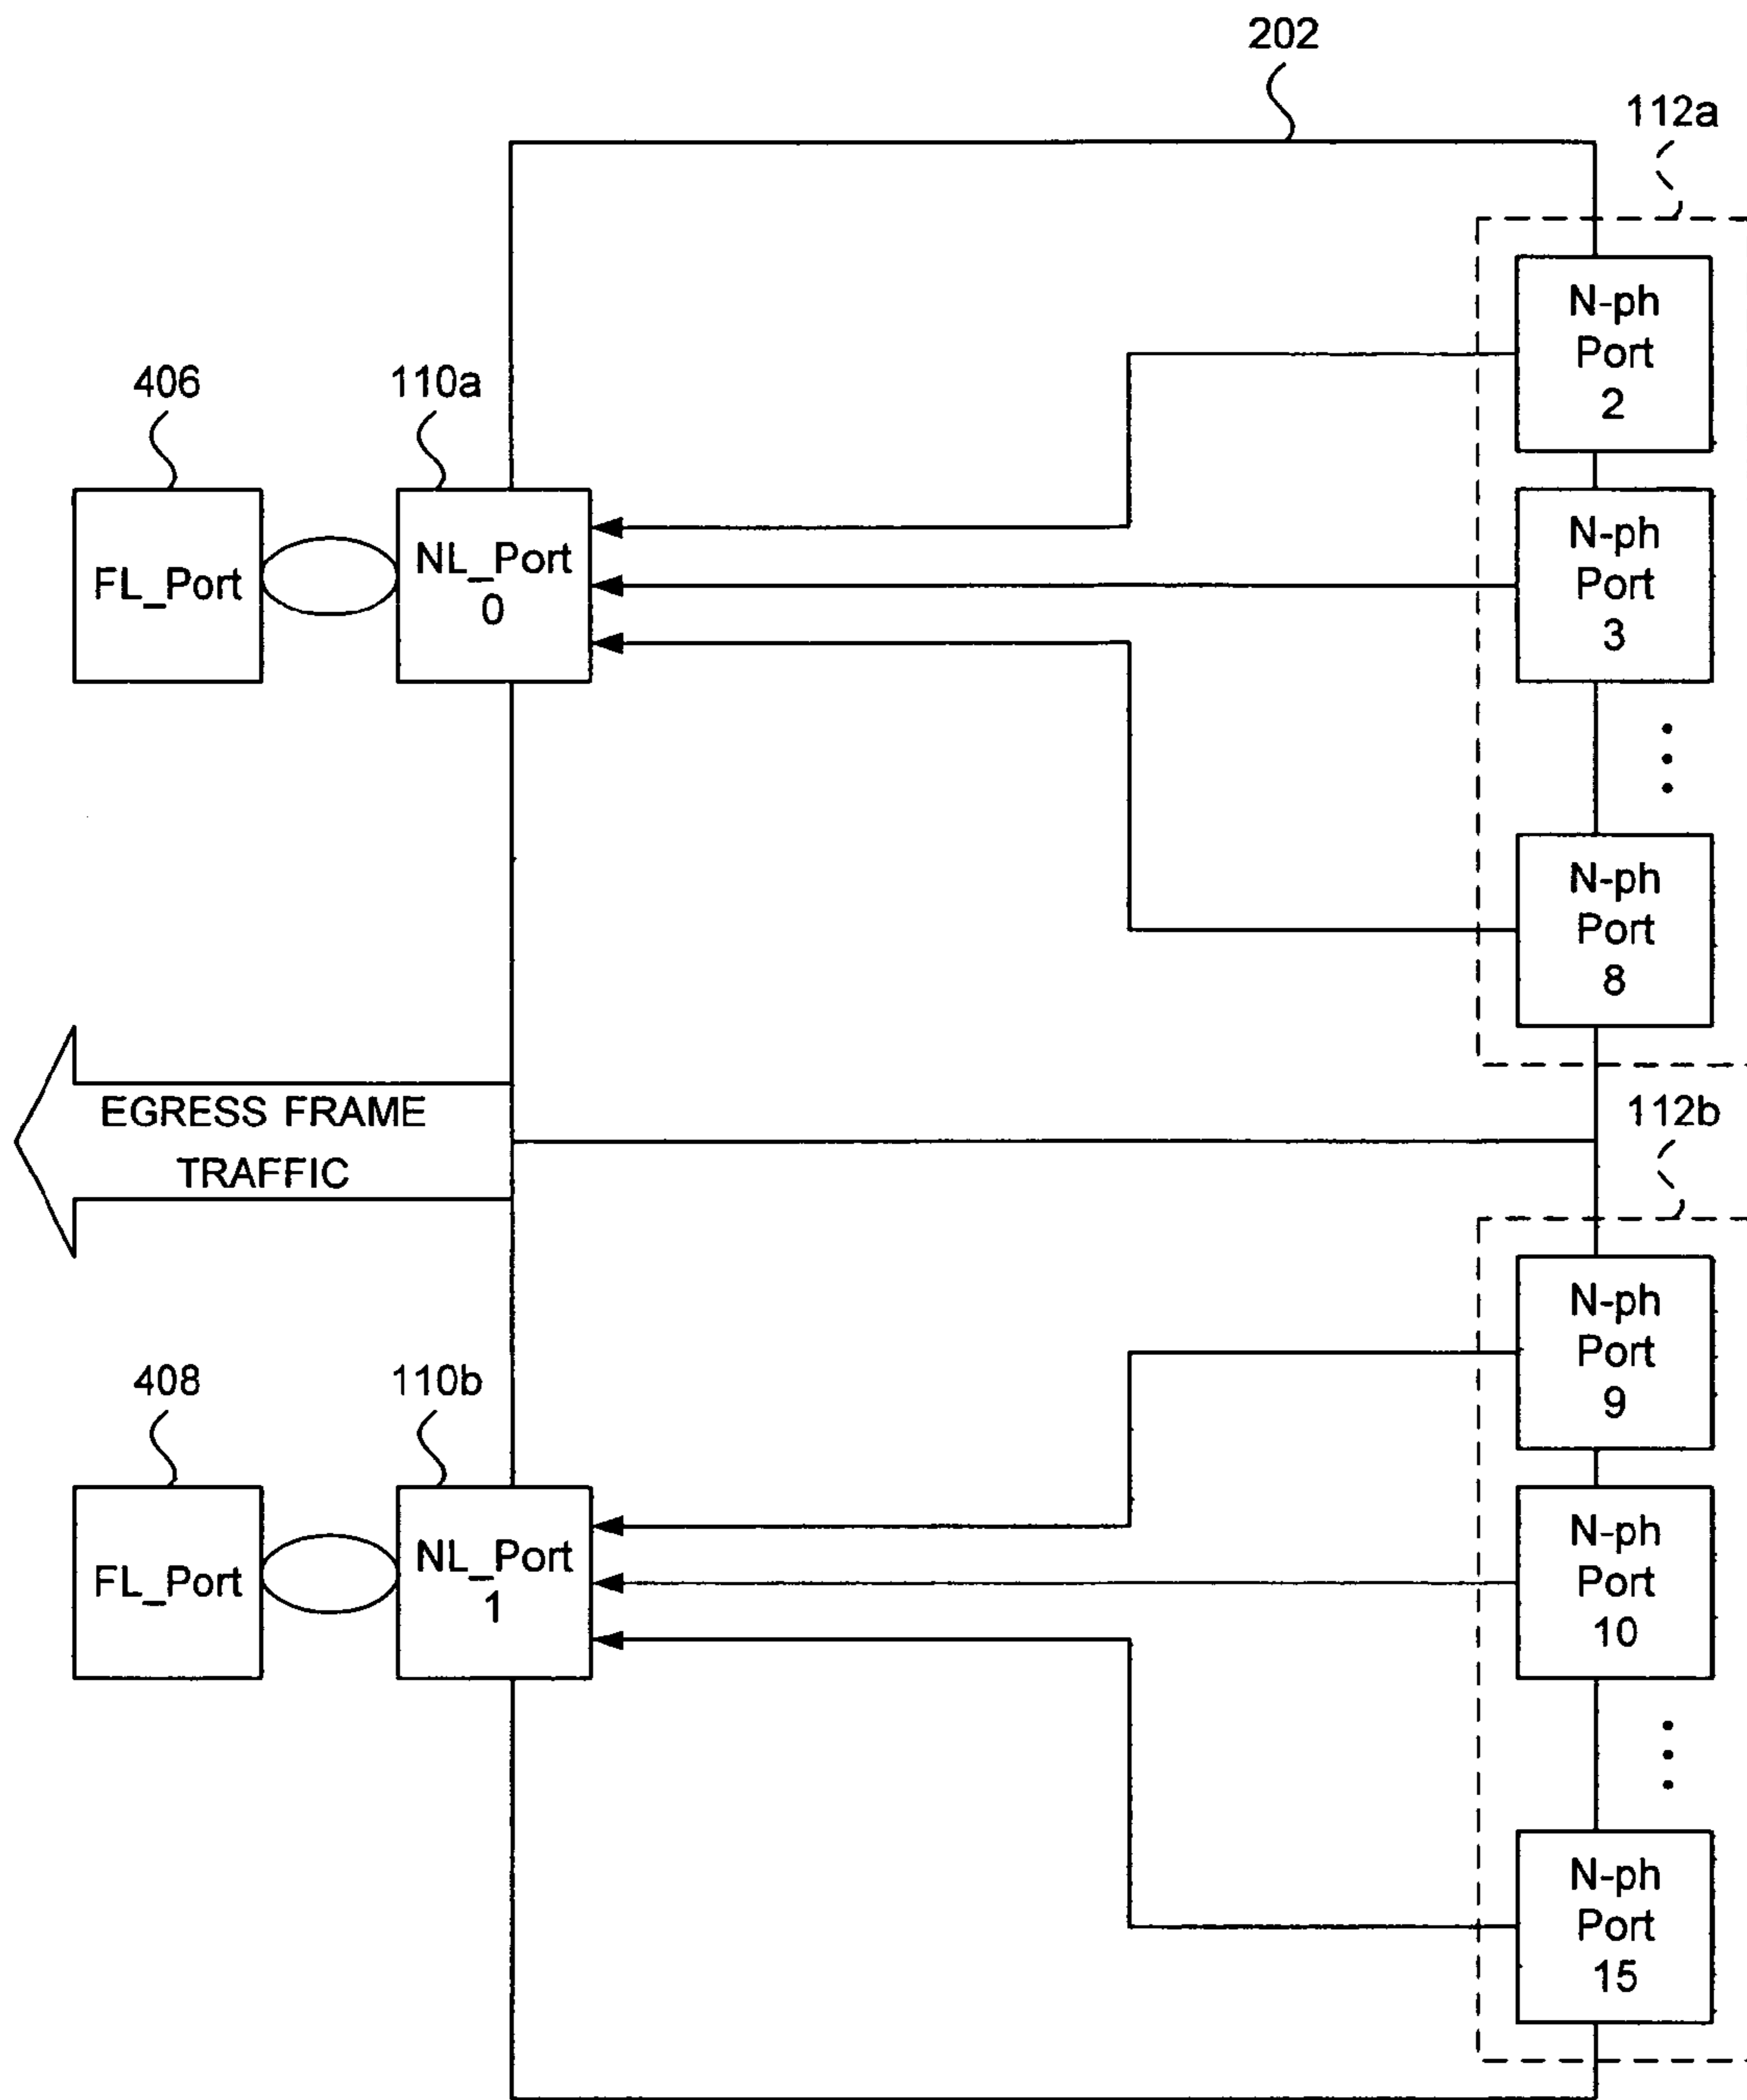 202
112a
N-ph
Port
2
406
110a
FL_Port
NL_Port
0
N-ph
Port
3
N-ph
Port
8
EGRESS FRAME
TRAFFIC
112b
N-ph
Port
9
408
110b
FL_Port
NL_Port
1
N-ph
Port
10
N-ph
Port
15